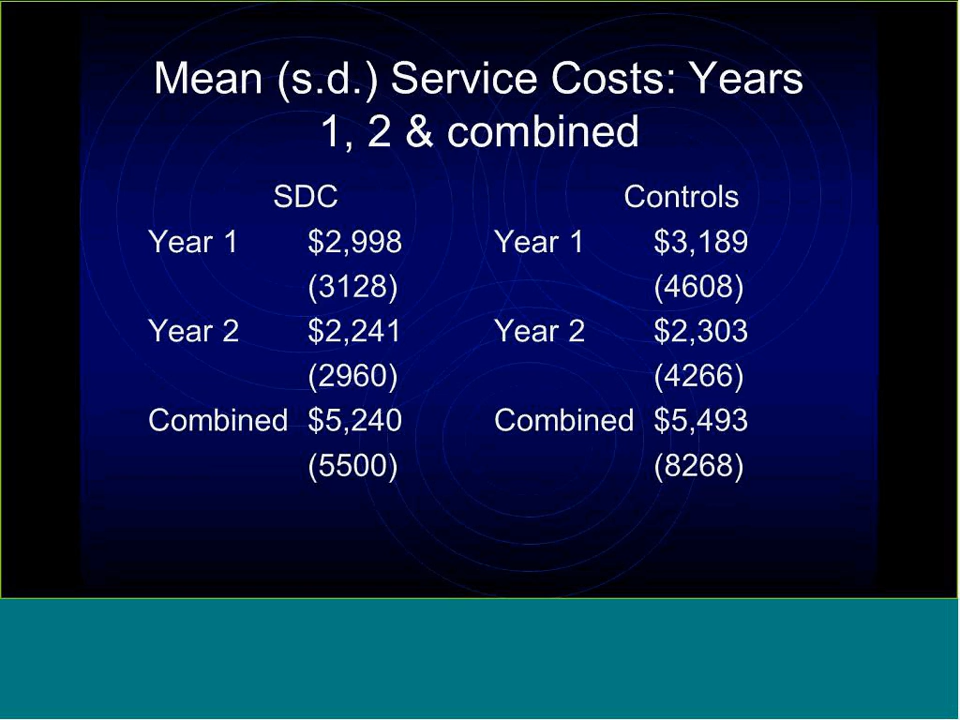 Mean (s.d.) Service Costs: Years
1, 2 & combined
SDC
Year 1 $2,998
(3128)
Year 2 $2,241
(2960)
Combined $5,240
(5500)
Controls
Year 1 $3,189
(4608)
Year 2 $2,303
(4266)
Combined $5,493
(8268)